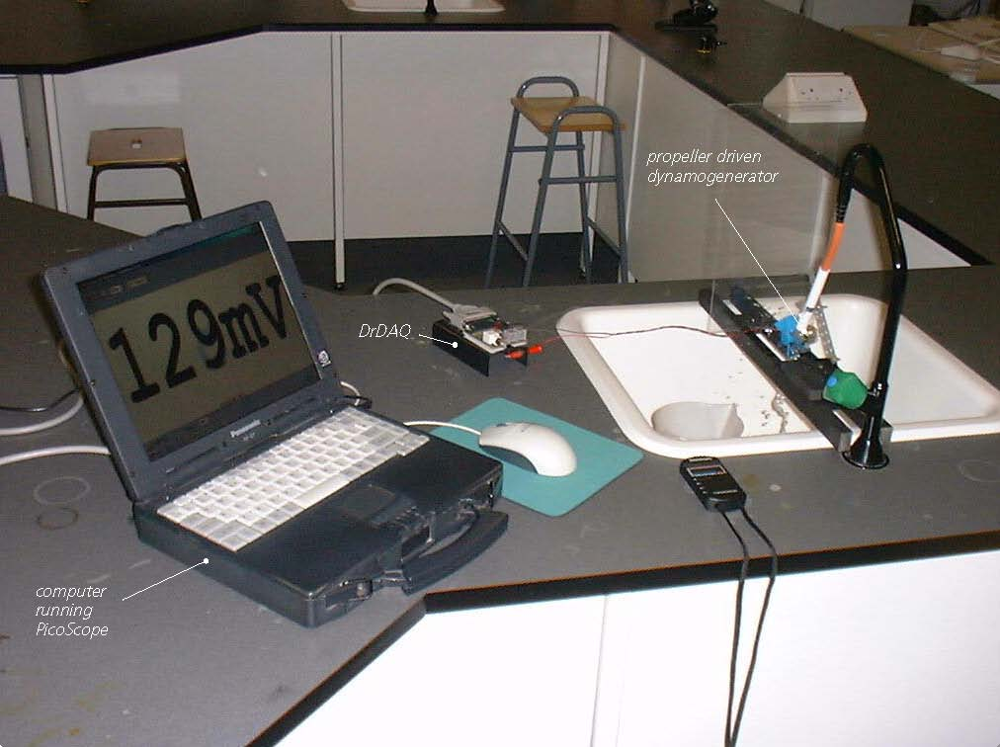 propeller driven
dynamogenerator
DrDAQ
129mV
Panasonic
computer
running
PicoScope